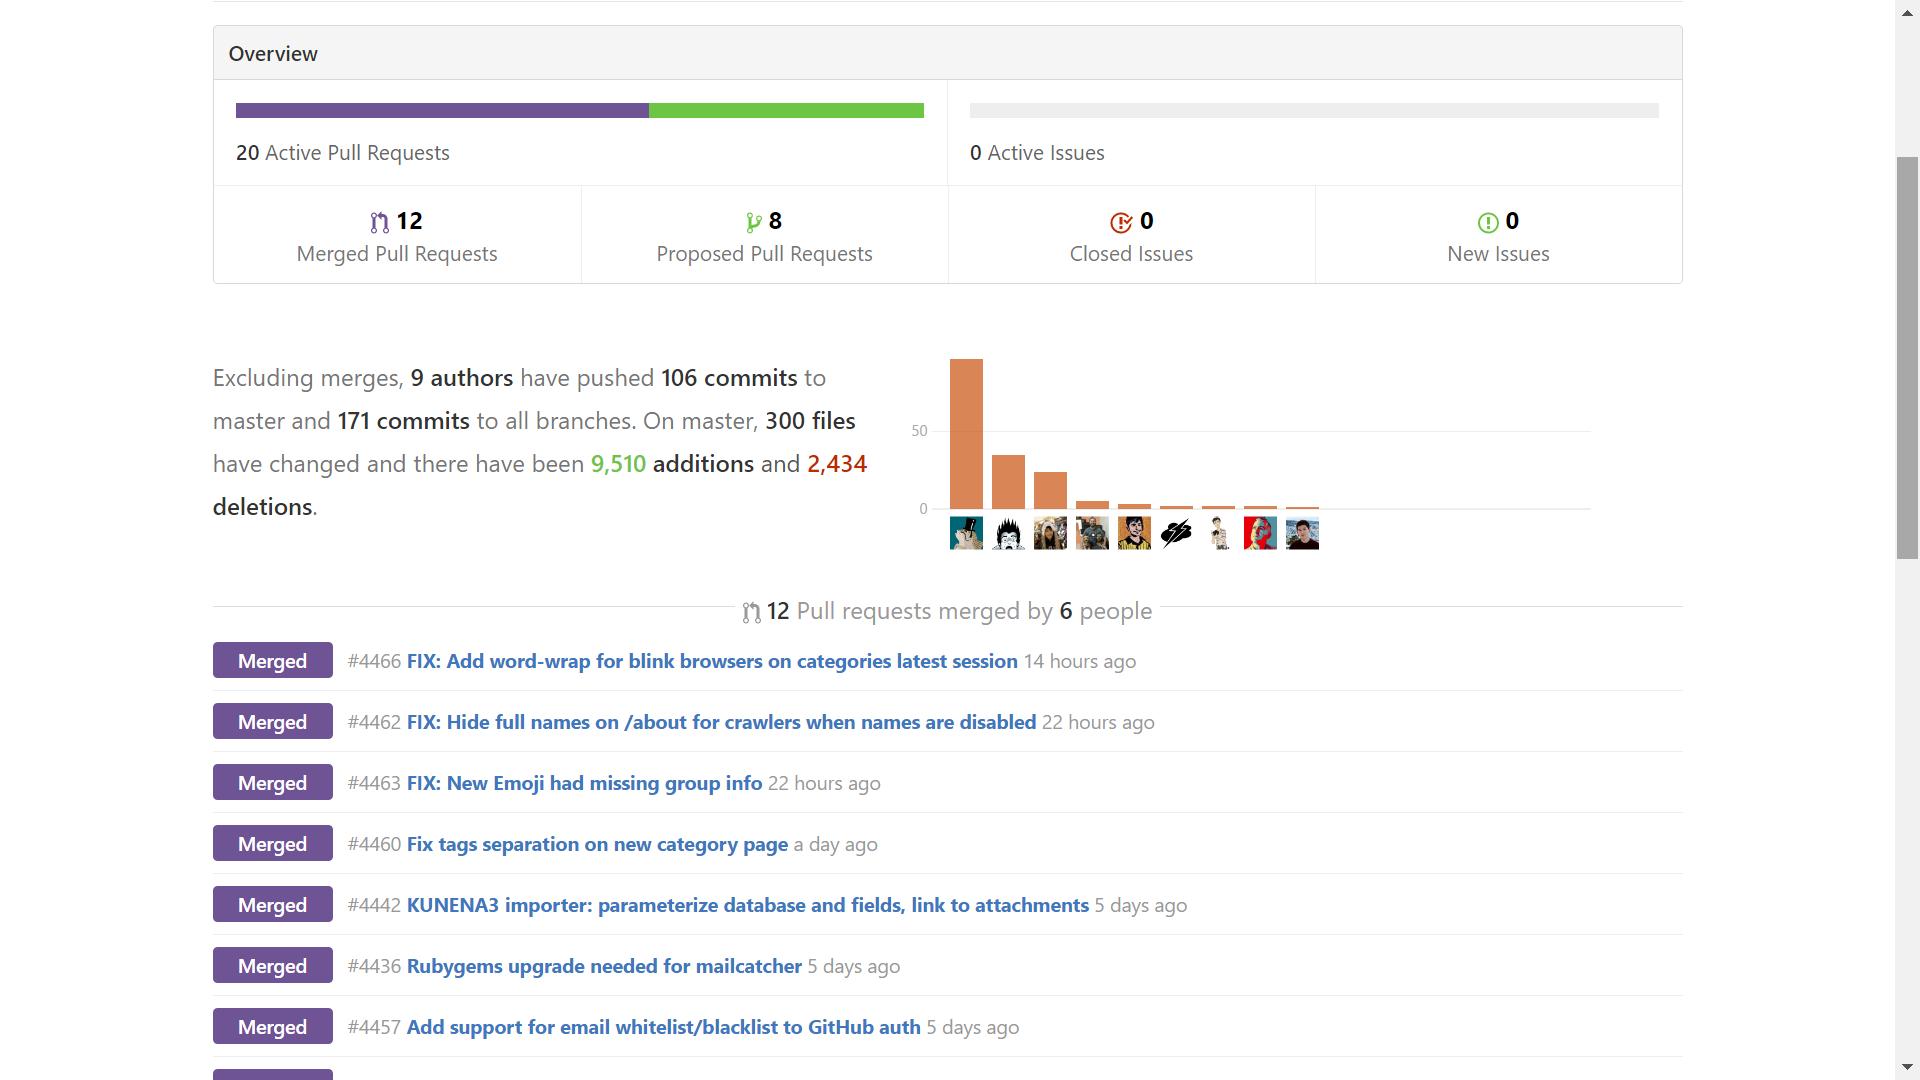 Overview
20 Active Pull Requests
0 Active Issues
12
Merged Pull Requests
8
Proposed Pull Requests
0
Closed Issues
0
New Issues
Excluding merges, 9 authors have pushed 106 commits to
master and 171 commits to all branches. On master, 300 files
have changed and there have been 9,510 additions and 2,434
deletions.
50
0
12 Pull requests merged by 6 people
Merged #4466 FIX: Add word-wrap for blink browsers on categories latest session 14 hours ago
Merged #4462 FIX: Hide full names on /about for crawlers when names are disabled 22 hours ago
Merged #4463 FIX: New Emoji had missing group info 22 hours ago
Merged #4460 Fix tags separation on new category page a day ago
Merged #4442 KUNENA3 importer: parameterize database and fields, link to attachments 5 days ago
Merged #4436 Rubygems upgrade needed for mailcatcher 5 days ago
Merged #4457 Add support for email whitelist/blacklist to GitHub auth 5 days ago